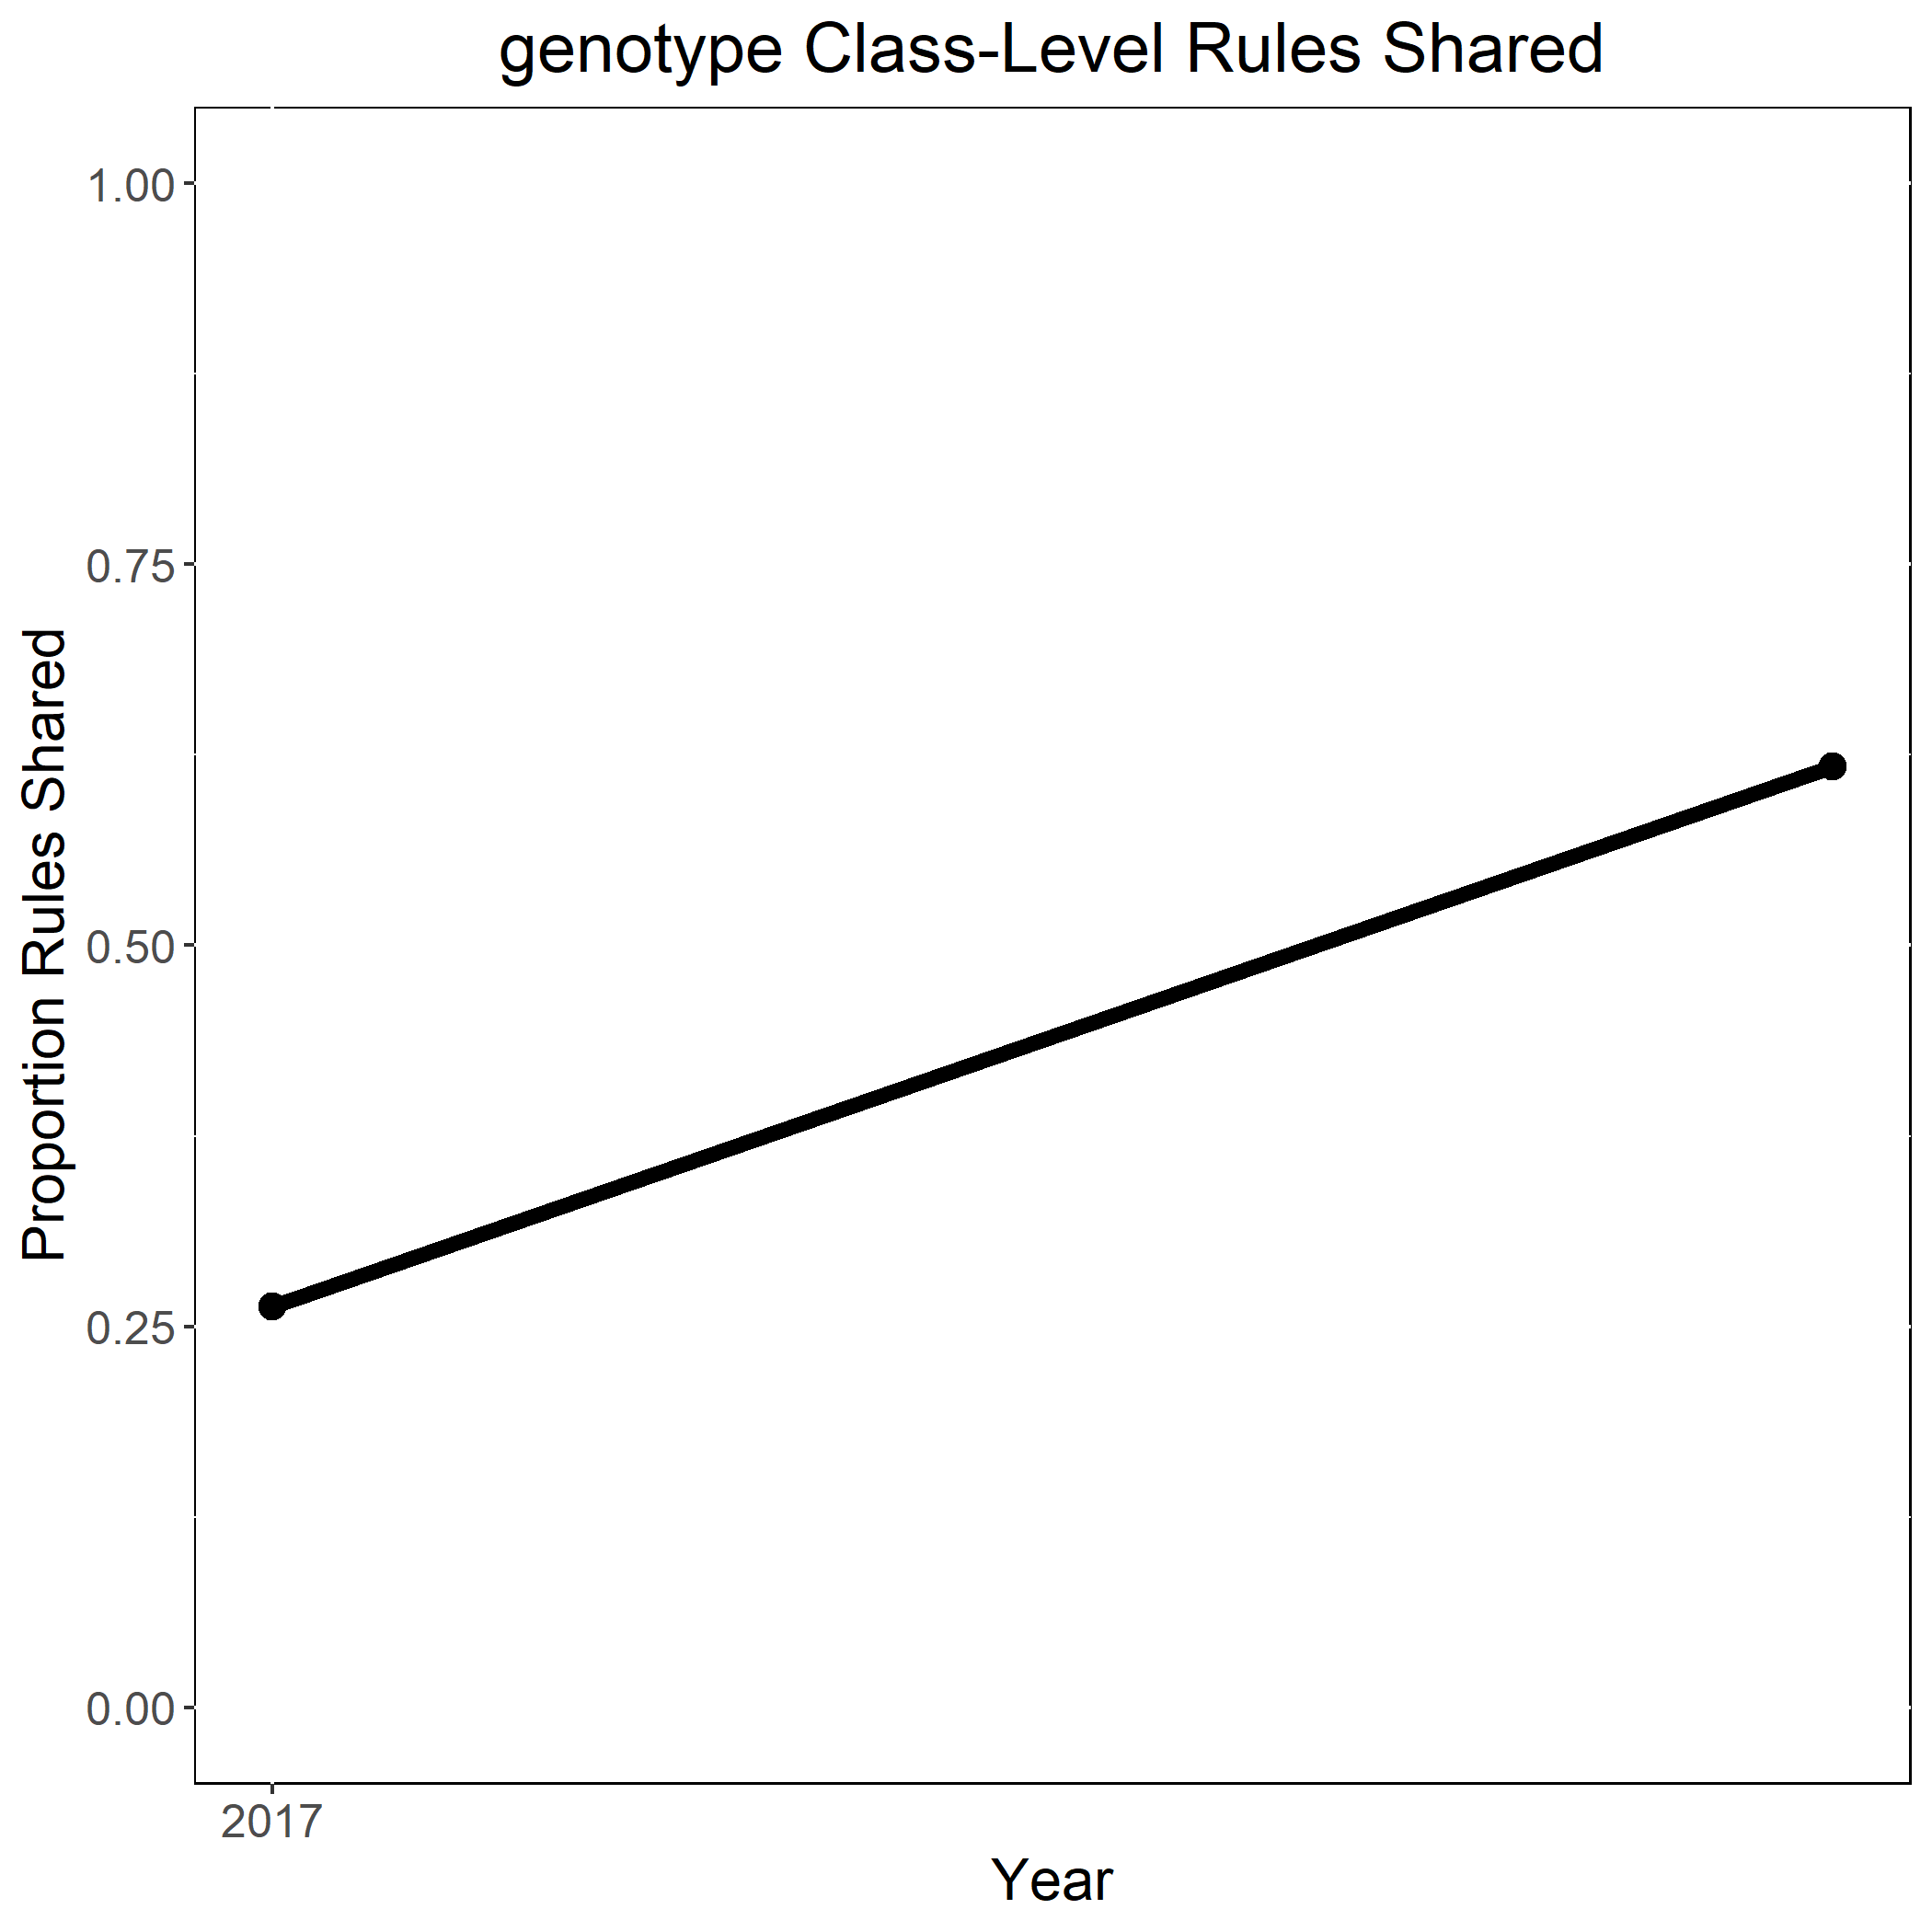 genotype Class-Level Rules Shared
1.00
0.75
0.50
0.25
0.00
Proportion Rules Shared
2017
Year